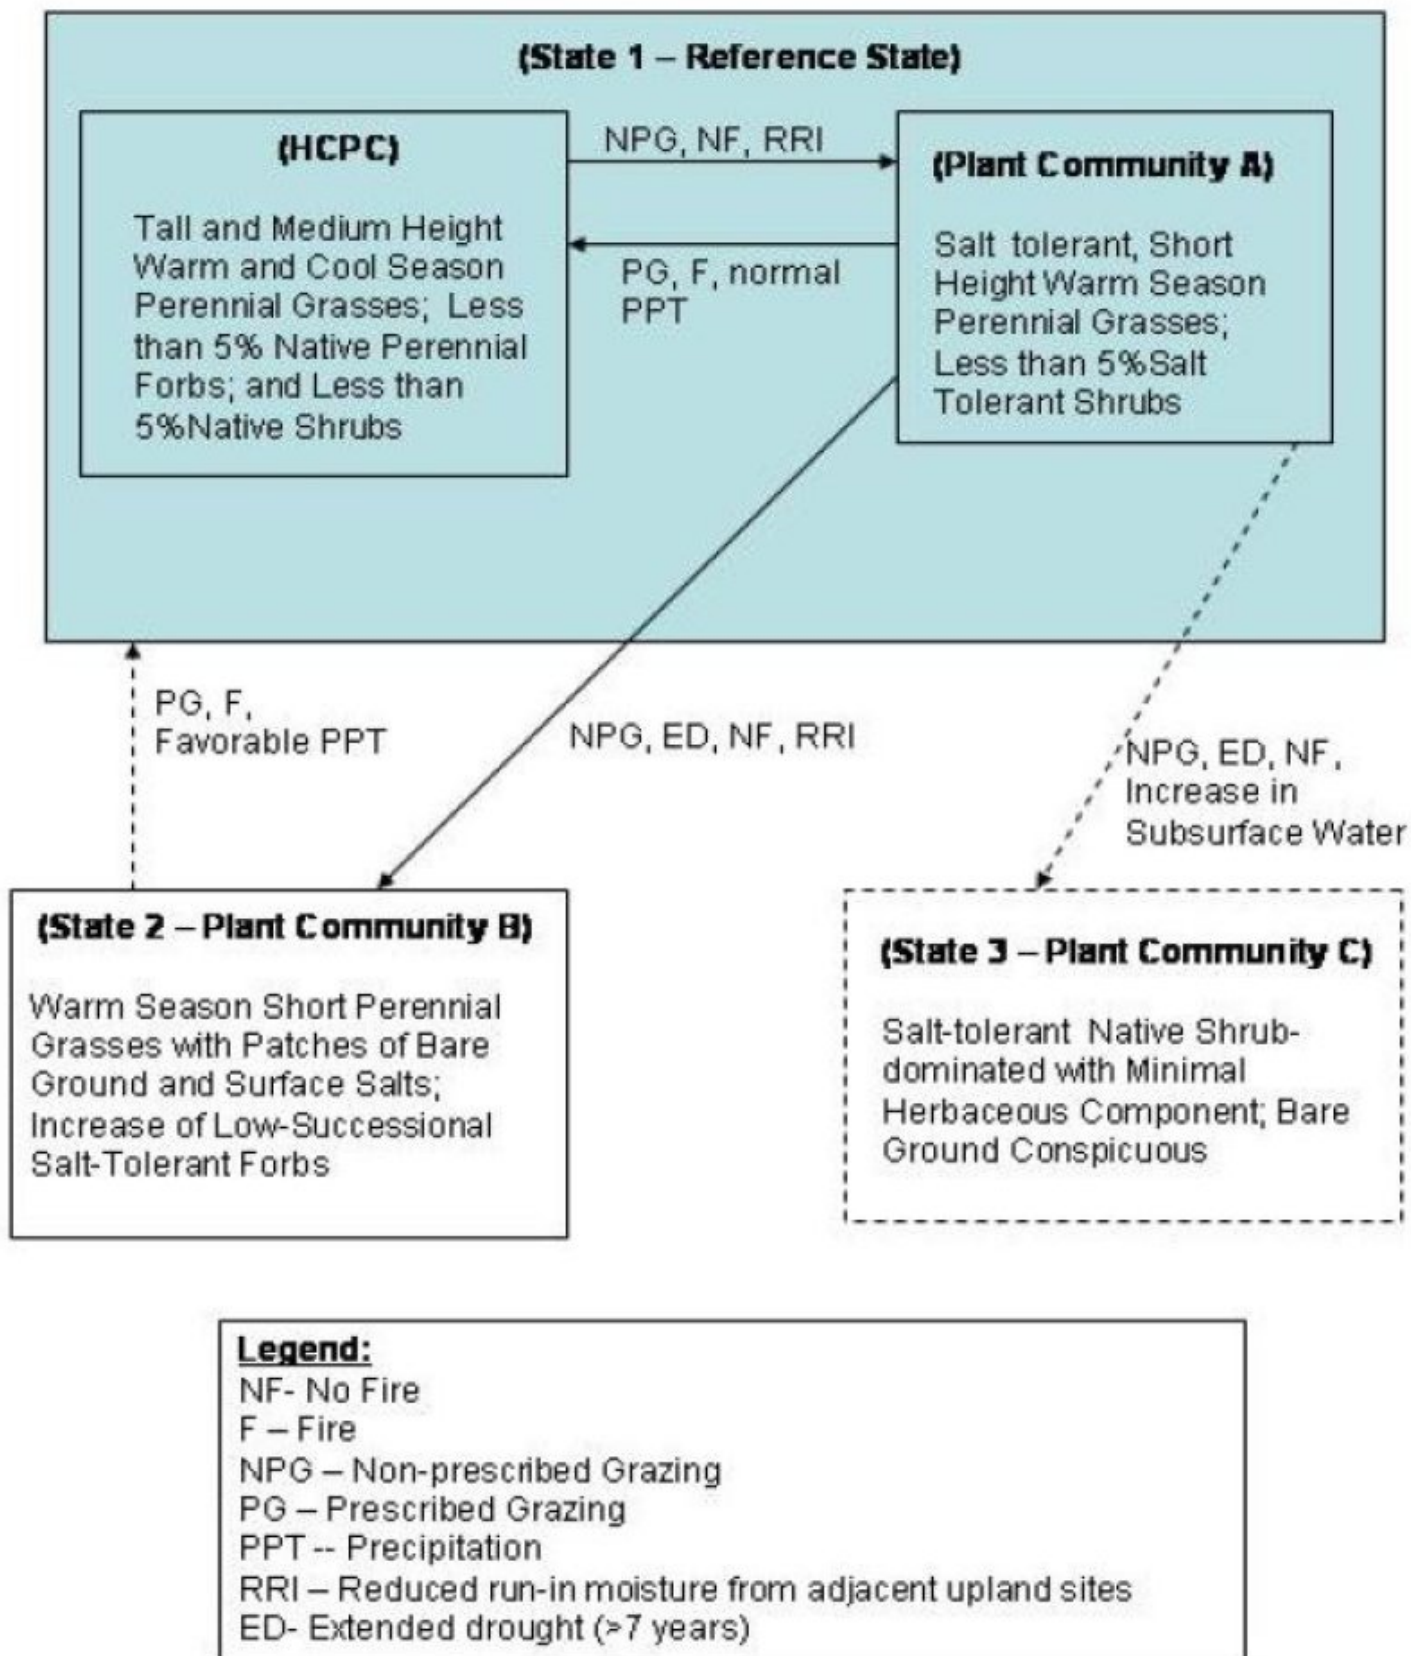 (State 1 – Reference State)
(HCPC)
Tall and Medium Height
Warm and Cool Season
Perennial Grasses; Less
than 5% Native Perennial
Forbs; and Less than
5%Native Shrubs
NPG, NF, RRI
PG, F, normal
PPT
(Plant Community A)
Salt tolerant, Short
Height Warm Season
Perennial Grasses;
Less than 5%Salt
Tolerant Shrubs
PG, F,
Favorable PPT
NPG, ED, NF, RRI
NPG, ED, NF,
Increase in
Subsurface Water
(State 2 – Plant Community B)
Warm Season Short Perennial
Grasses with Patches of Bare
Ground and Surface Salts;
Increase of Low-Successional
Salt-Tolerant Forbs
(State 3 – Plant Community C)
Salt-tolerant Native Shrub-
dominated with Minimal
Herbaceous Component; Bare
Ground Conspicuous
Legend:
NF- No Fire
F – Fire
NPG – Non-prescribed Grazing
PG – Prescribed Grazing
PPT -- Precipitation
RRI – Reduced run-in moisture from adjacent upland sites
ED- Extended drought (>7 years)